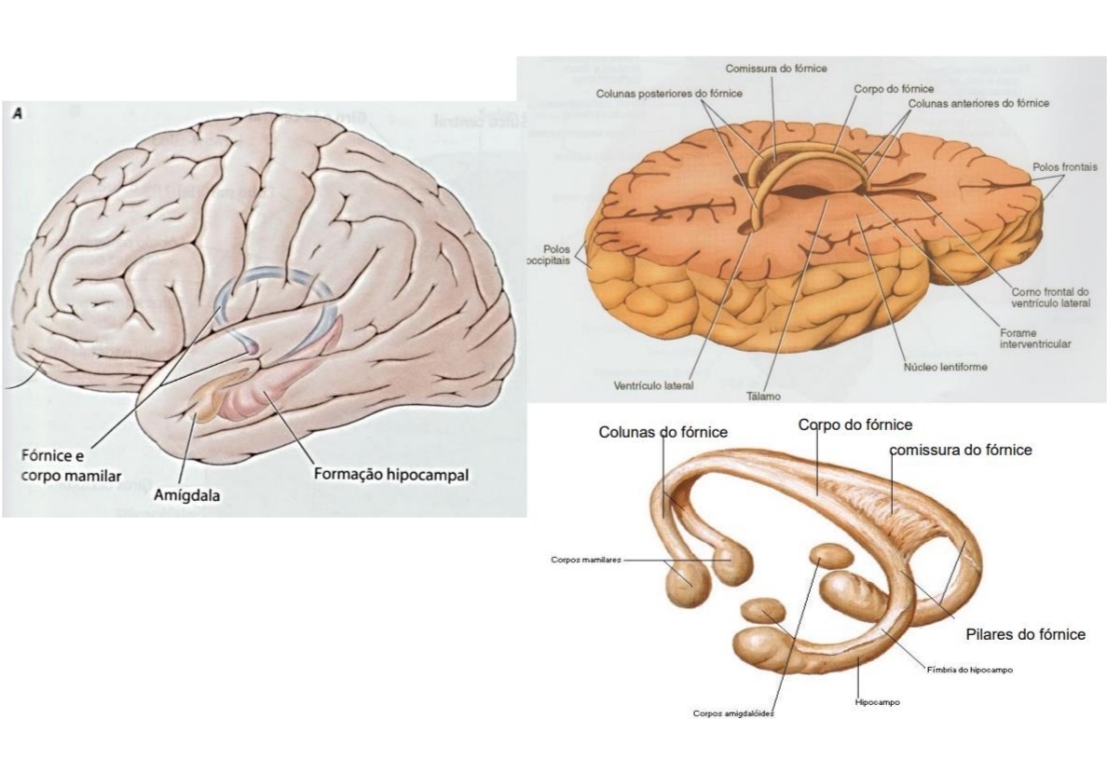 A
Fórnice e
corpo mamilar
Amígdala
Formação hipocampal
Comissura do fórnice
Colunas posteriores do fórnice
Corpo do fórnice
Colunas anteriores do fórnice
Polos frontais
Polos
occipitais
Corno frontal do
ventrículo lateral
Forame
interventricular
Núcleo lentiforme
Ventrículo lateral
Tálamo
Colunas do fórnice
Corpo do fórnice
comissura do fórnice
Corpos mamilares
Pilares do fórnice
Fímbria do hipocampo
Hipocampo
Corpos amigdalóides